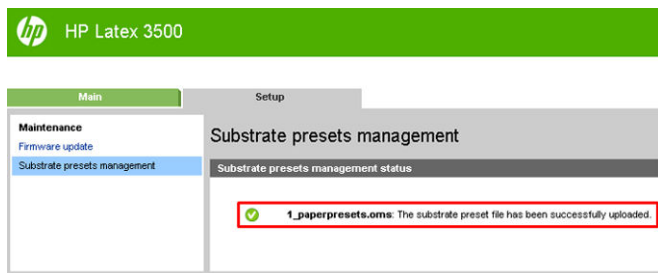 hp HP Latex 3500
Main Setup
Maintenance
Firmware update
Substrate presets management
Substrate presets management
Substrate presets management status
1_paperpresets.oms: The substrate preset file has been successfully uploaded.